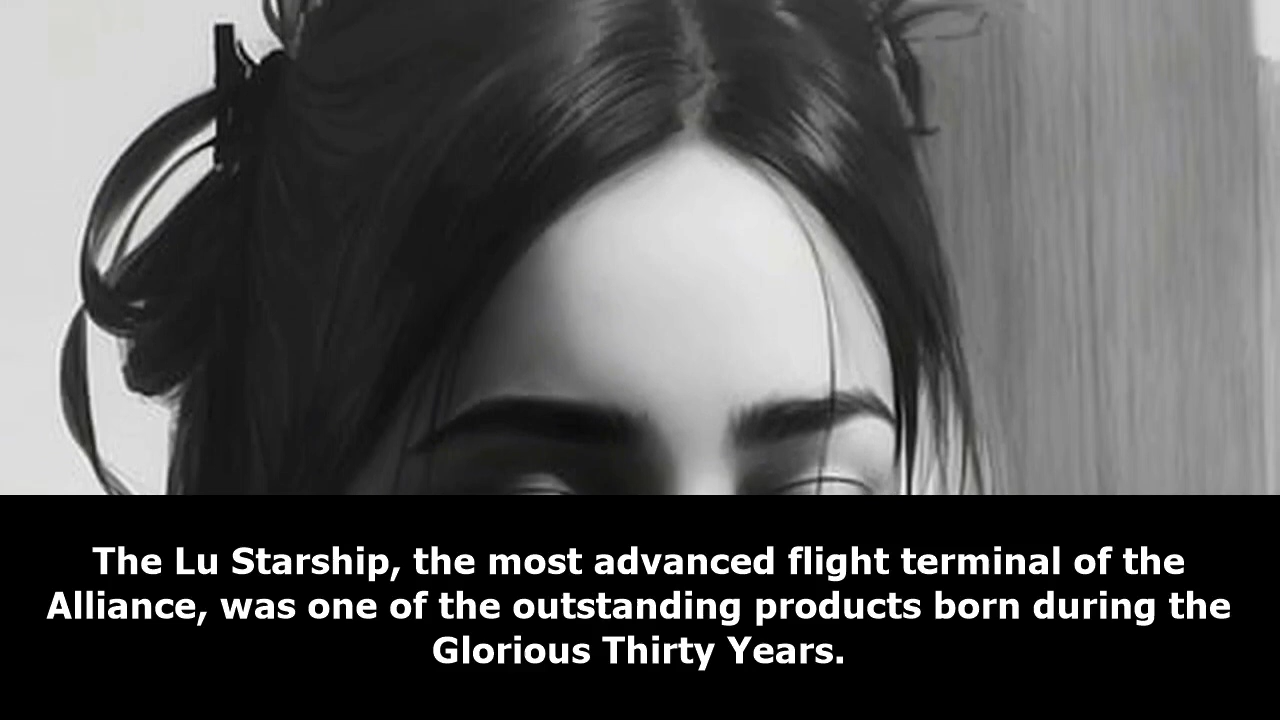 The Lu Starship, the most advanced flight terminal of the
Alliance, was one of the outstanding products born during the
Glorious Thirty Years.